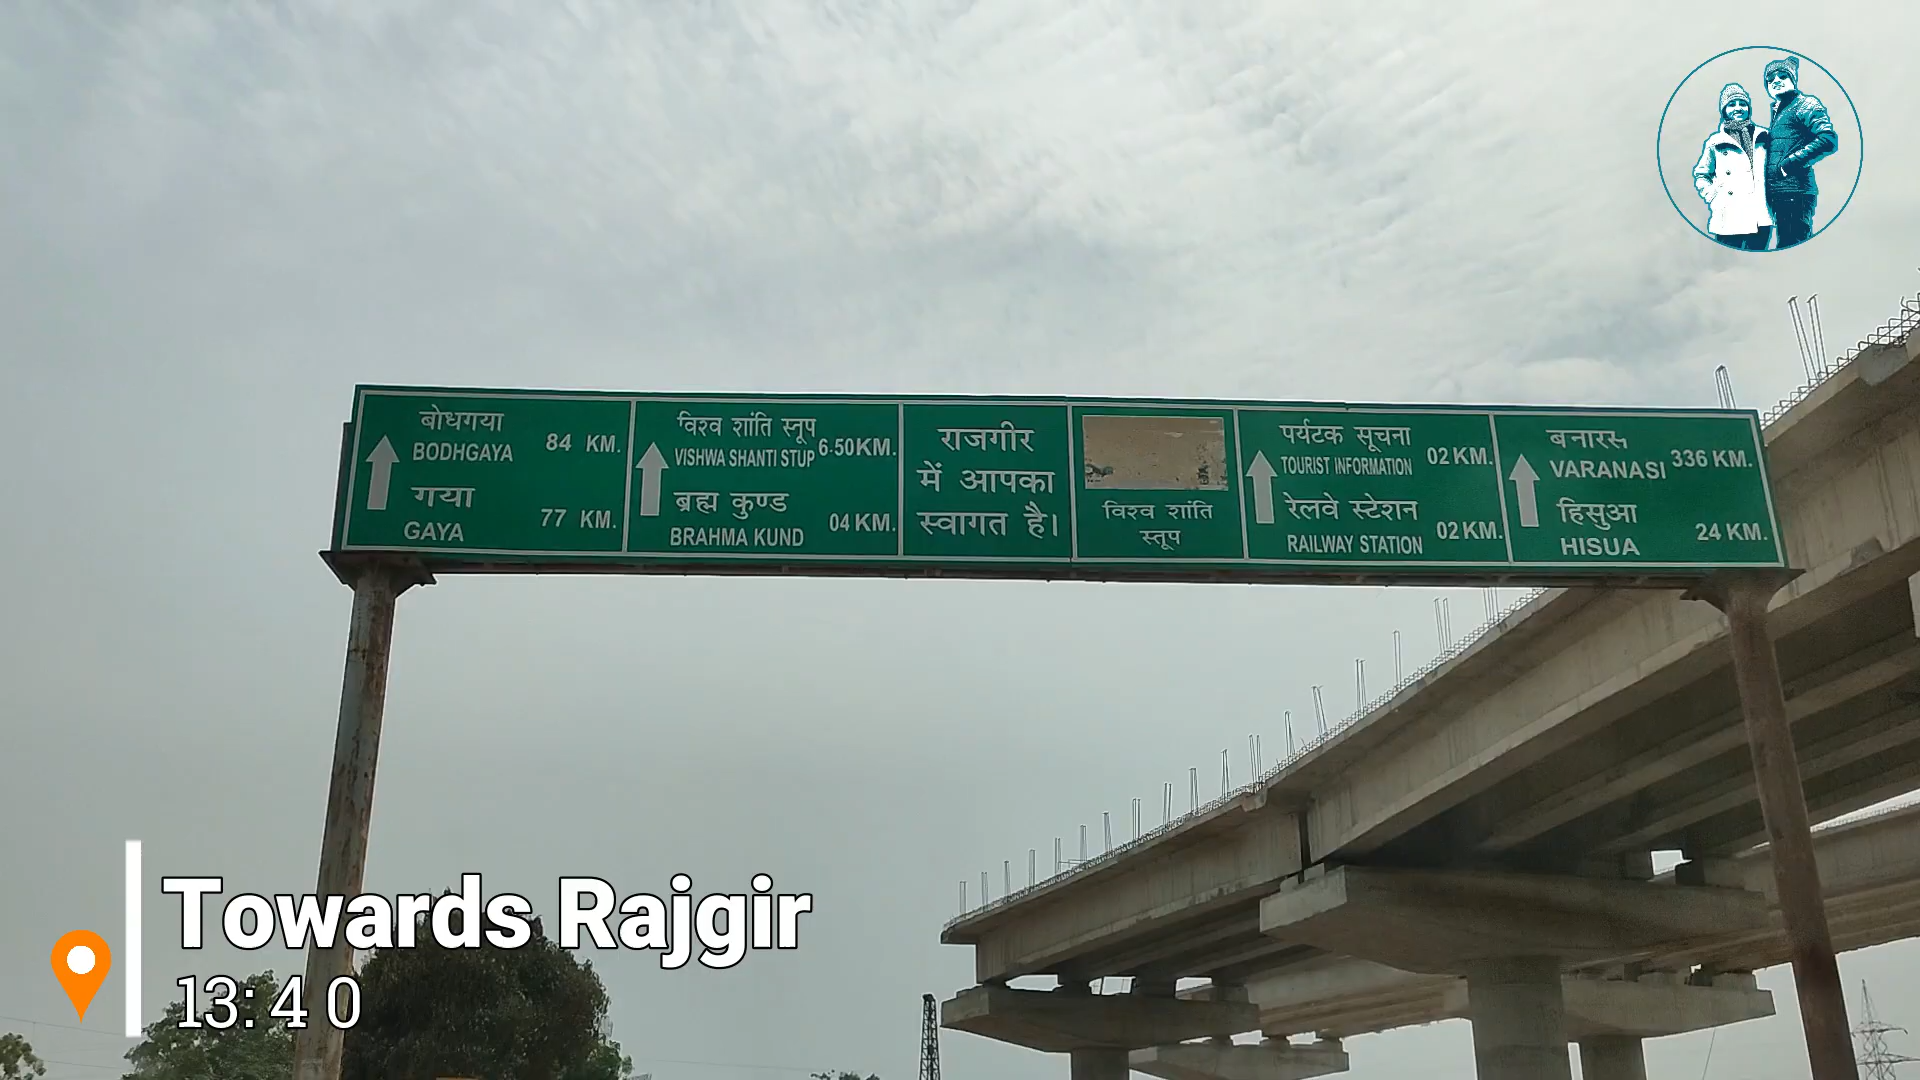 बोधगया
BODHGAYA 84 KM.
गया
GAYA 77 KM.
विश्व शांति स्तूप
VISHWA SHANTI STUP 6.50KM.
ब्रह्म कुण्ड
BRAHMA KUND 04 KM.
राजगीर
में आपका
स्वागत है।
विश्व शांति
स्तूप
पर्यटक सूचना
TOURIST INFORMATION 02 KM.
रेलवे स्टेशन
RAILWAY STATION 02 KM.
बनारस
VARANASI 336 KM.
हिसुआ
HISUA 24 KM.
Towards Rajgir
13:40